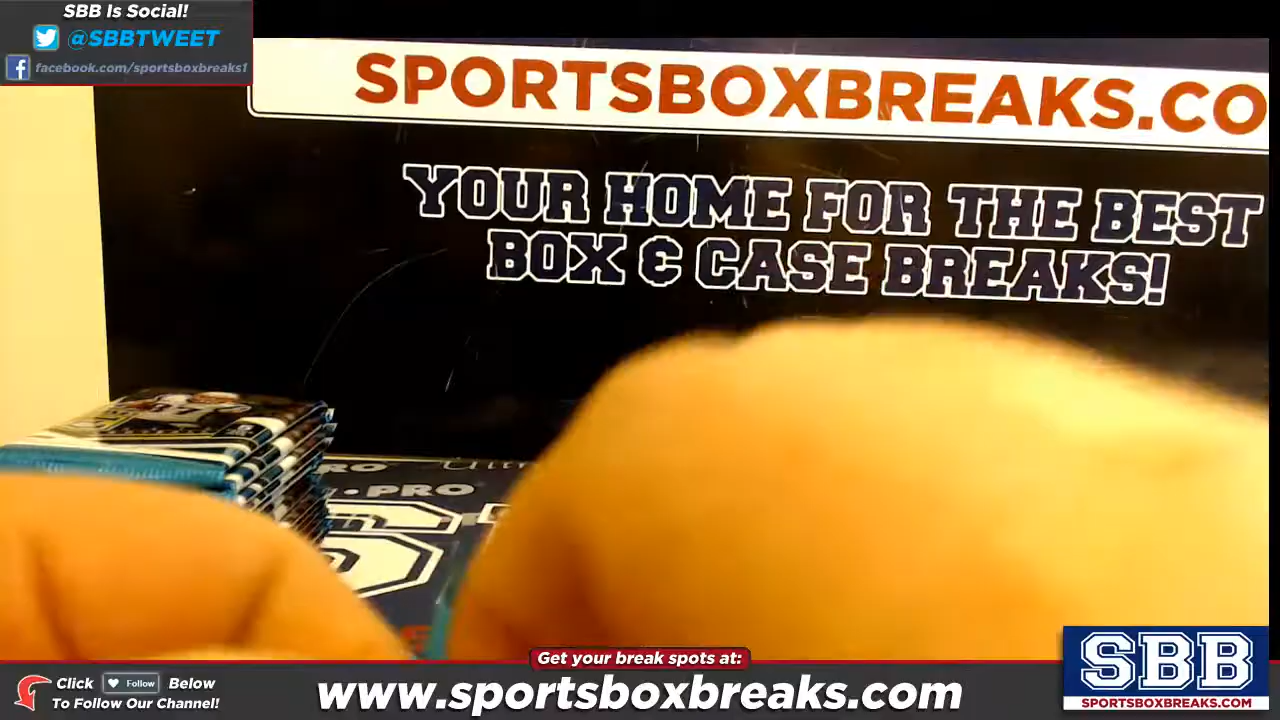 SBB Is Social!
@SBBTWEET
facebook.com/sportsboxbreaks1
SPORTSBOXBREAKS.CO
YOUR HOME FOR THE BEST
BOX & CASE BREAKS!
PRO
PRO
Get your break spots at:
Click Follow Below
To Follow Our Channel!
www.sportsboxbreaks.com
SBB
SPORTSBOXBREAKS.COM